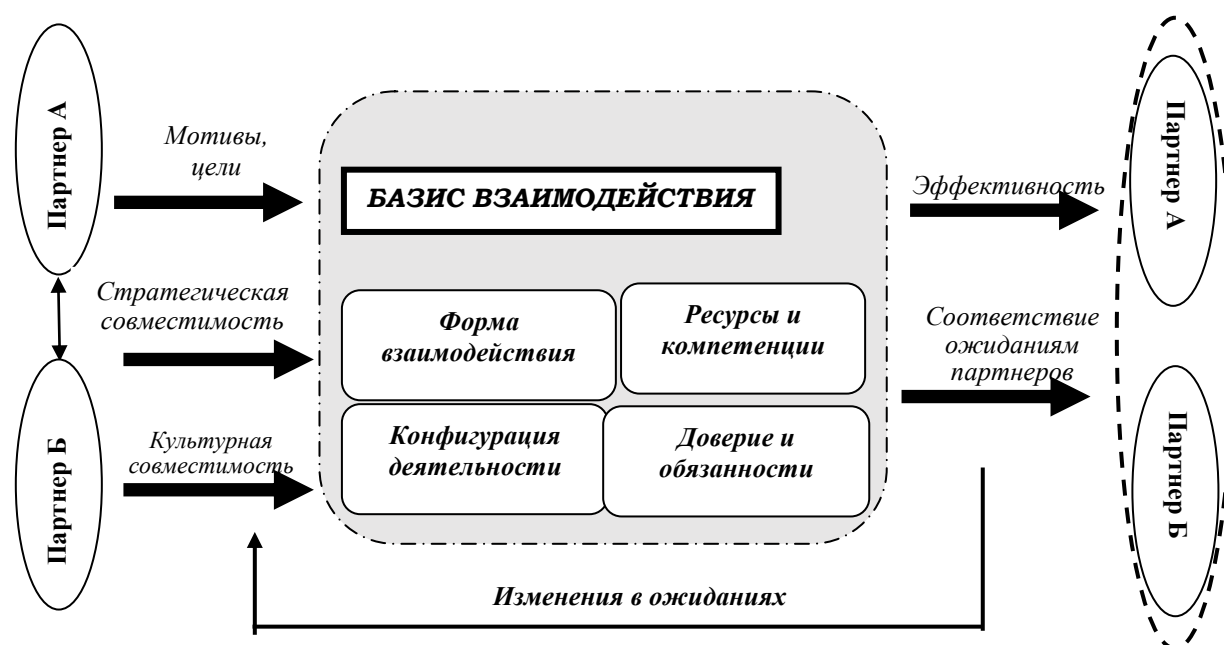 Партнер А
Партнер Б
Мотивы,
цели
Стратегическая
совместимость
Культурная
совместимость
БАЗИС ВЗАИМОДЕЙСТВИЯ
Форма
взаимодействия
Ресурсы и
компетенции
Конфигурация
деятельности
Доверие и
обязанности
Эффективность
Соответствие
ожиданиям
партнеров
Партнер А
Партнер Б
Изменения в ожиданиях